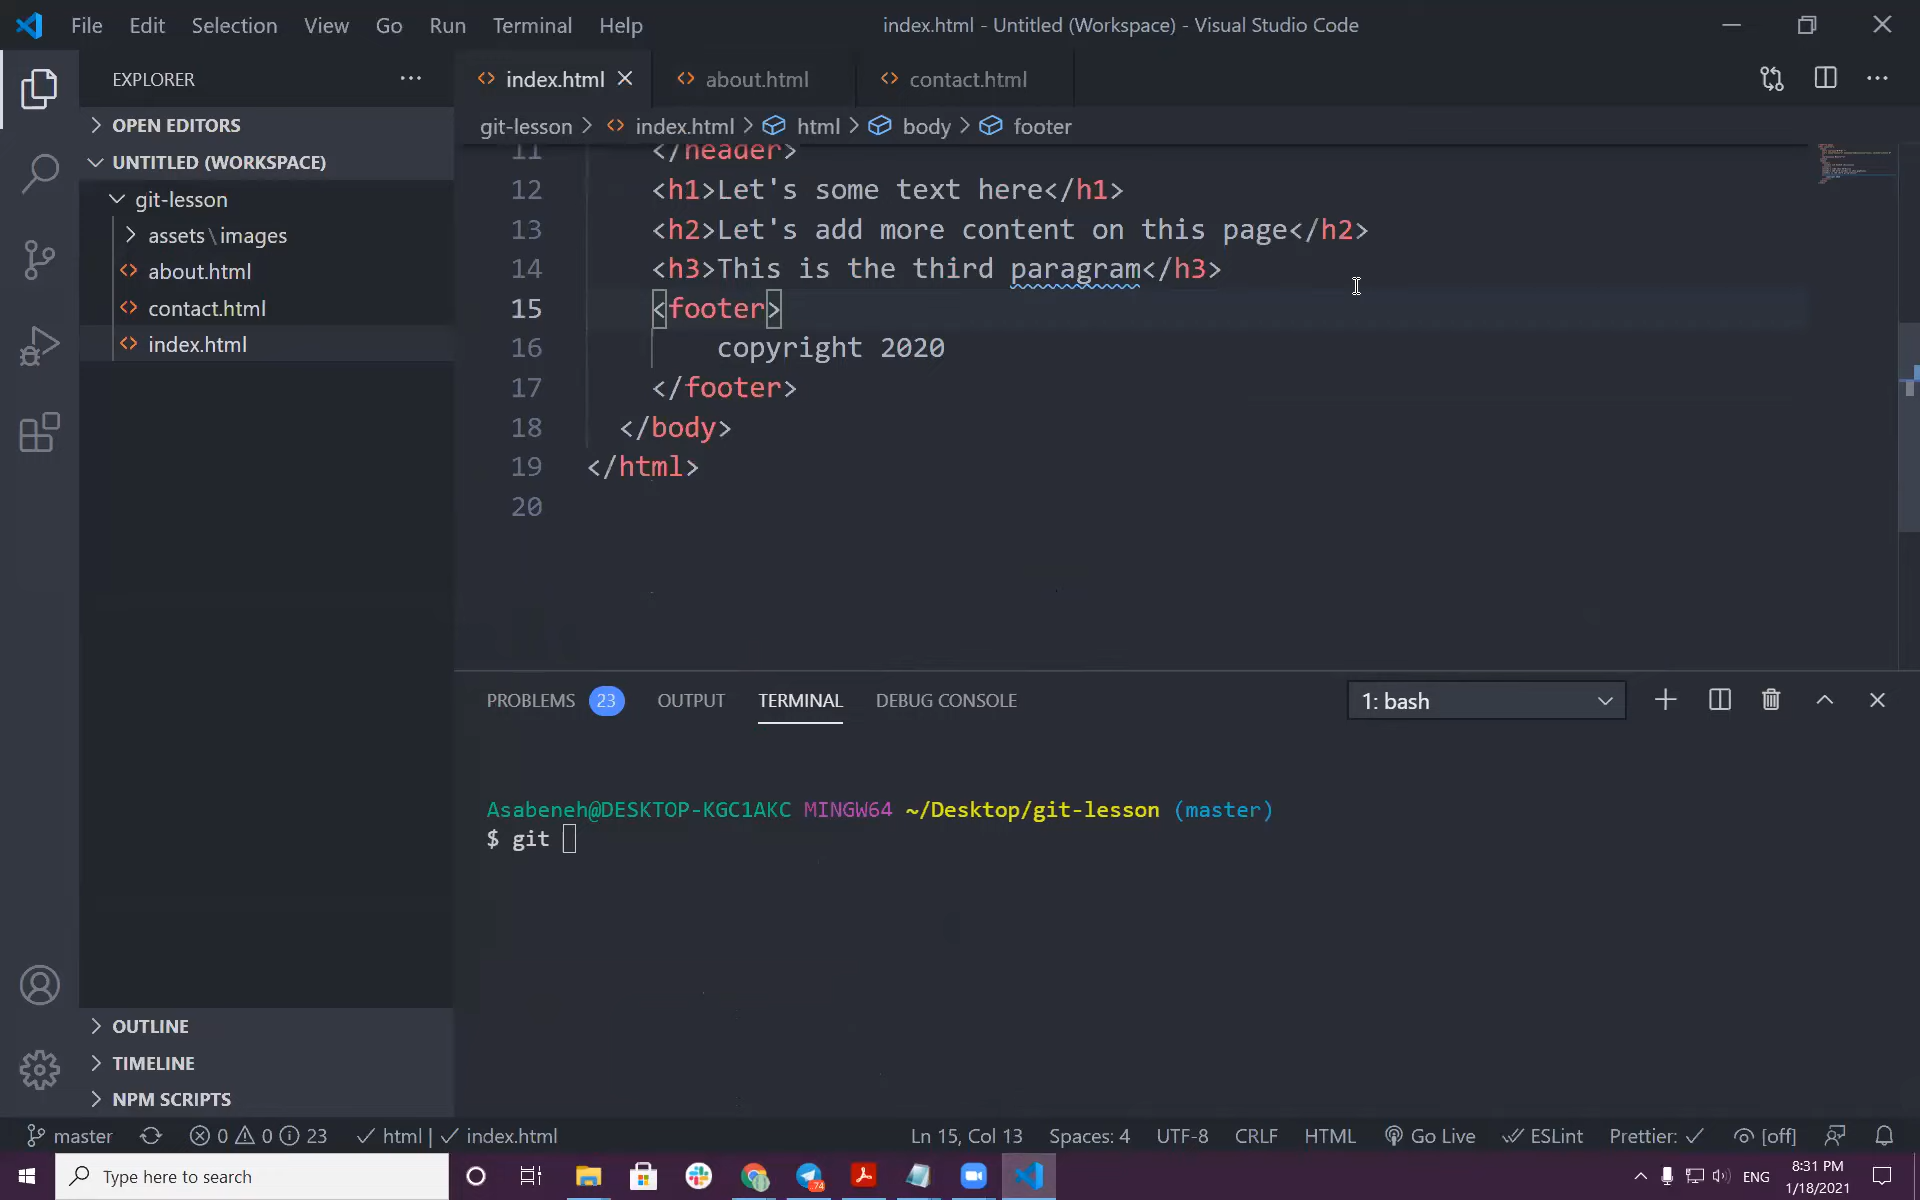 File Edit Selection View Go Run Terminal Help
index.html - Untitled (Workspace) - Visual Studio Code
EXPLORER
OPEN EDITORS
UNTITLED (WORKSPACE)
git-lesson
assets\images
about.html
contact.html
index.html
OUTLINE
TIMELINE
NPM SCRIPTS
index.html about.html contact.html
git-lesson > index.html > html > body > footer
11 </header>
12 <h1>Let's some text here</h1>
13 <h2>Let's add more content on this page</h2>
14 <h3>This is the third paragram</h3>
15 <footer>
16 copyright 2020
17 </footer>
18 </body>
19 </html>
20
PROBLEMS 23 OUTPUT TERMINAL DEBUG CONSOLE 1: bash
Asabeneh@DESKTOP-KGC1AKC MINGW64 ~/Desktop/git-lesson (master)
$ git
master 0 0 23 html | index.html Ln 15, Col 13 Spaces: 4 UTF-8 CRLF HTML Go Live ESLint Prettier: [off]
Type here to search 74 ENG 8:31 PM
1/18/2021